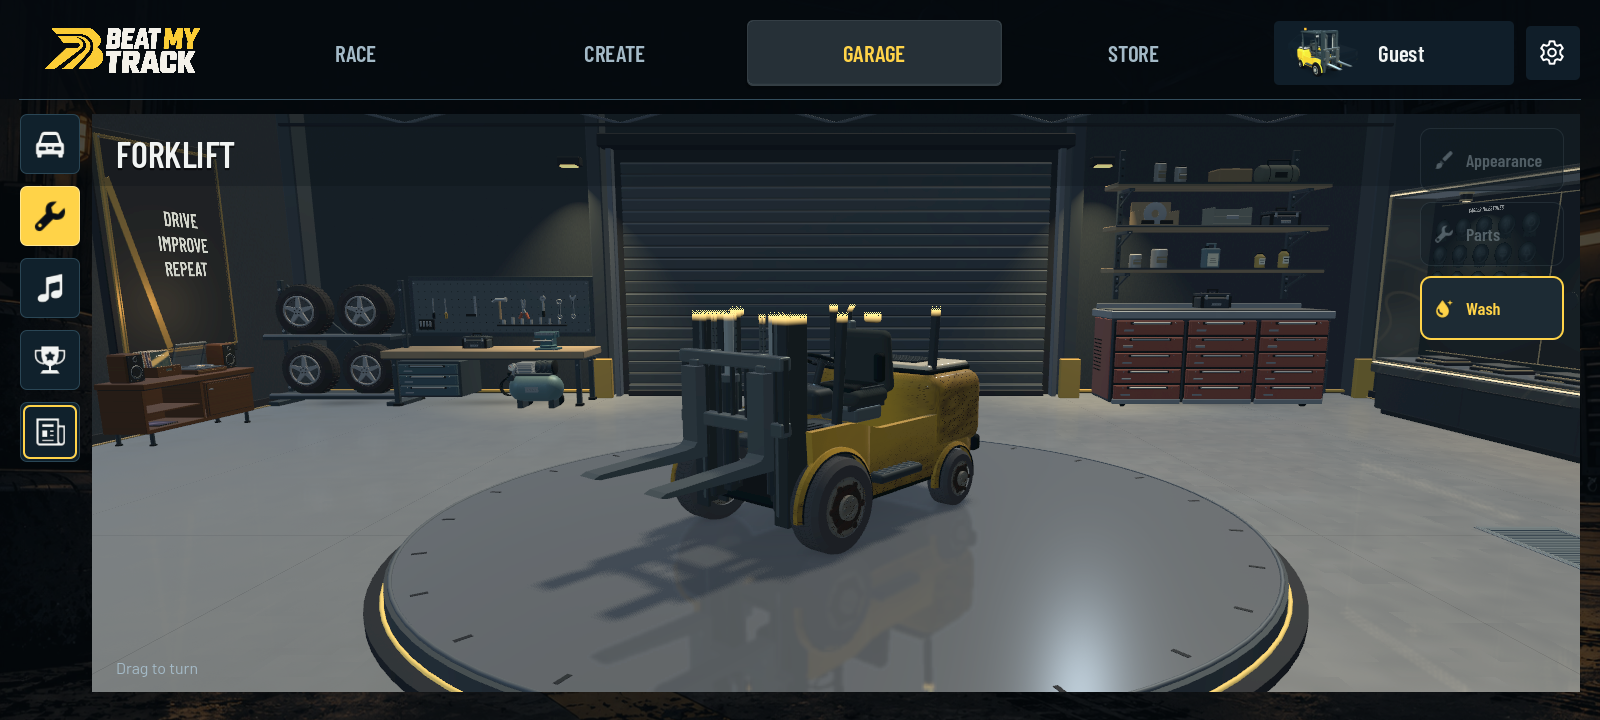 BEAT MY
TRACK
RACE
CREATE
GARAGE
STORE
Guest
FORKLIFT
DRIVE
IMPROVE
REPEAT
Appearance
Parts
Wash
Drag to turn